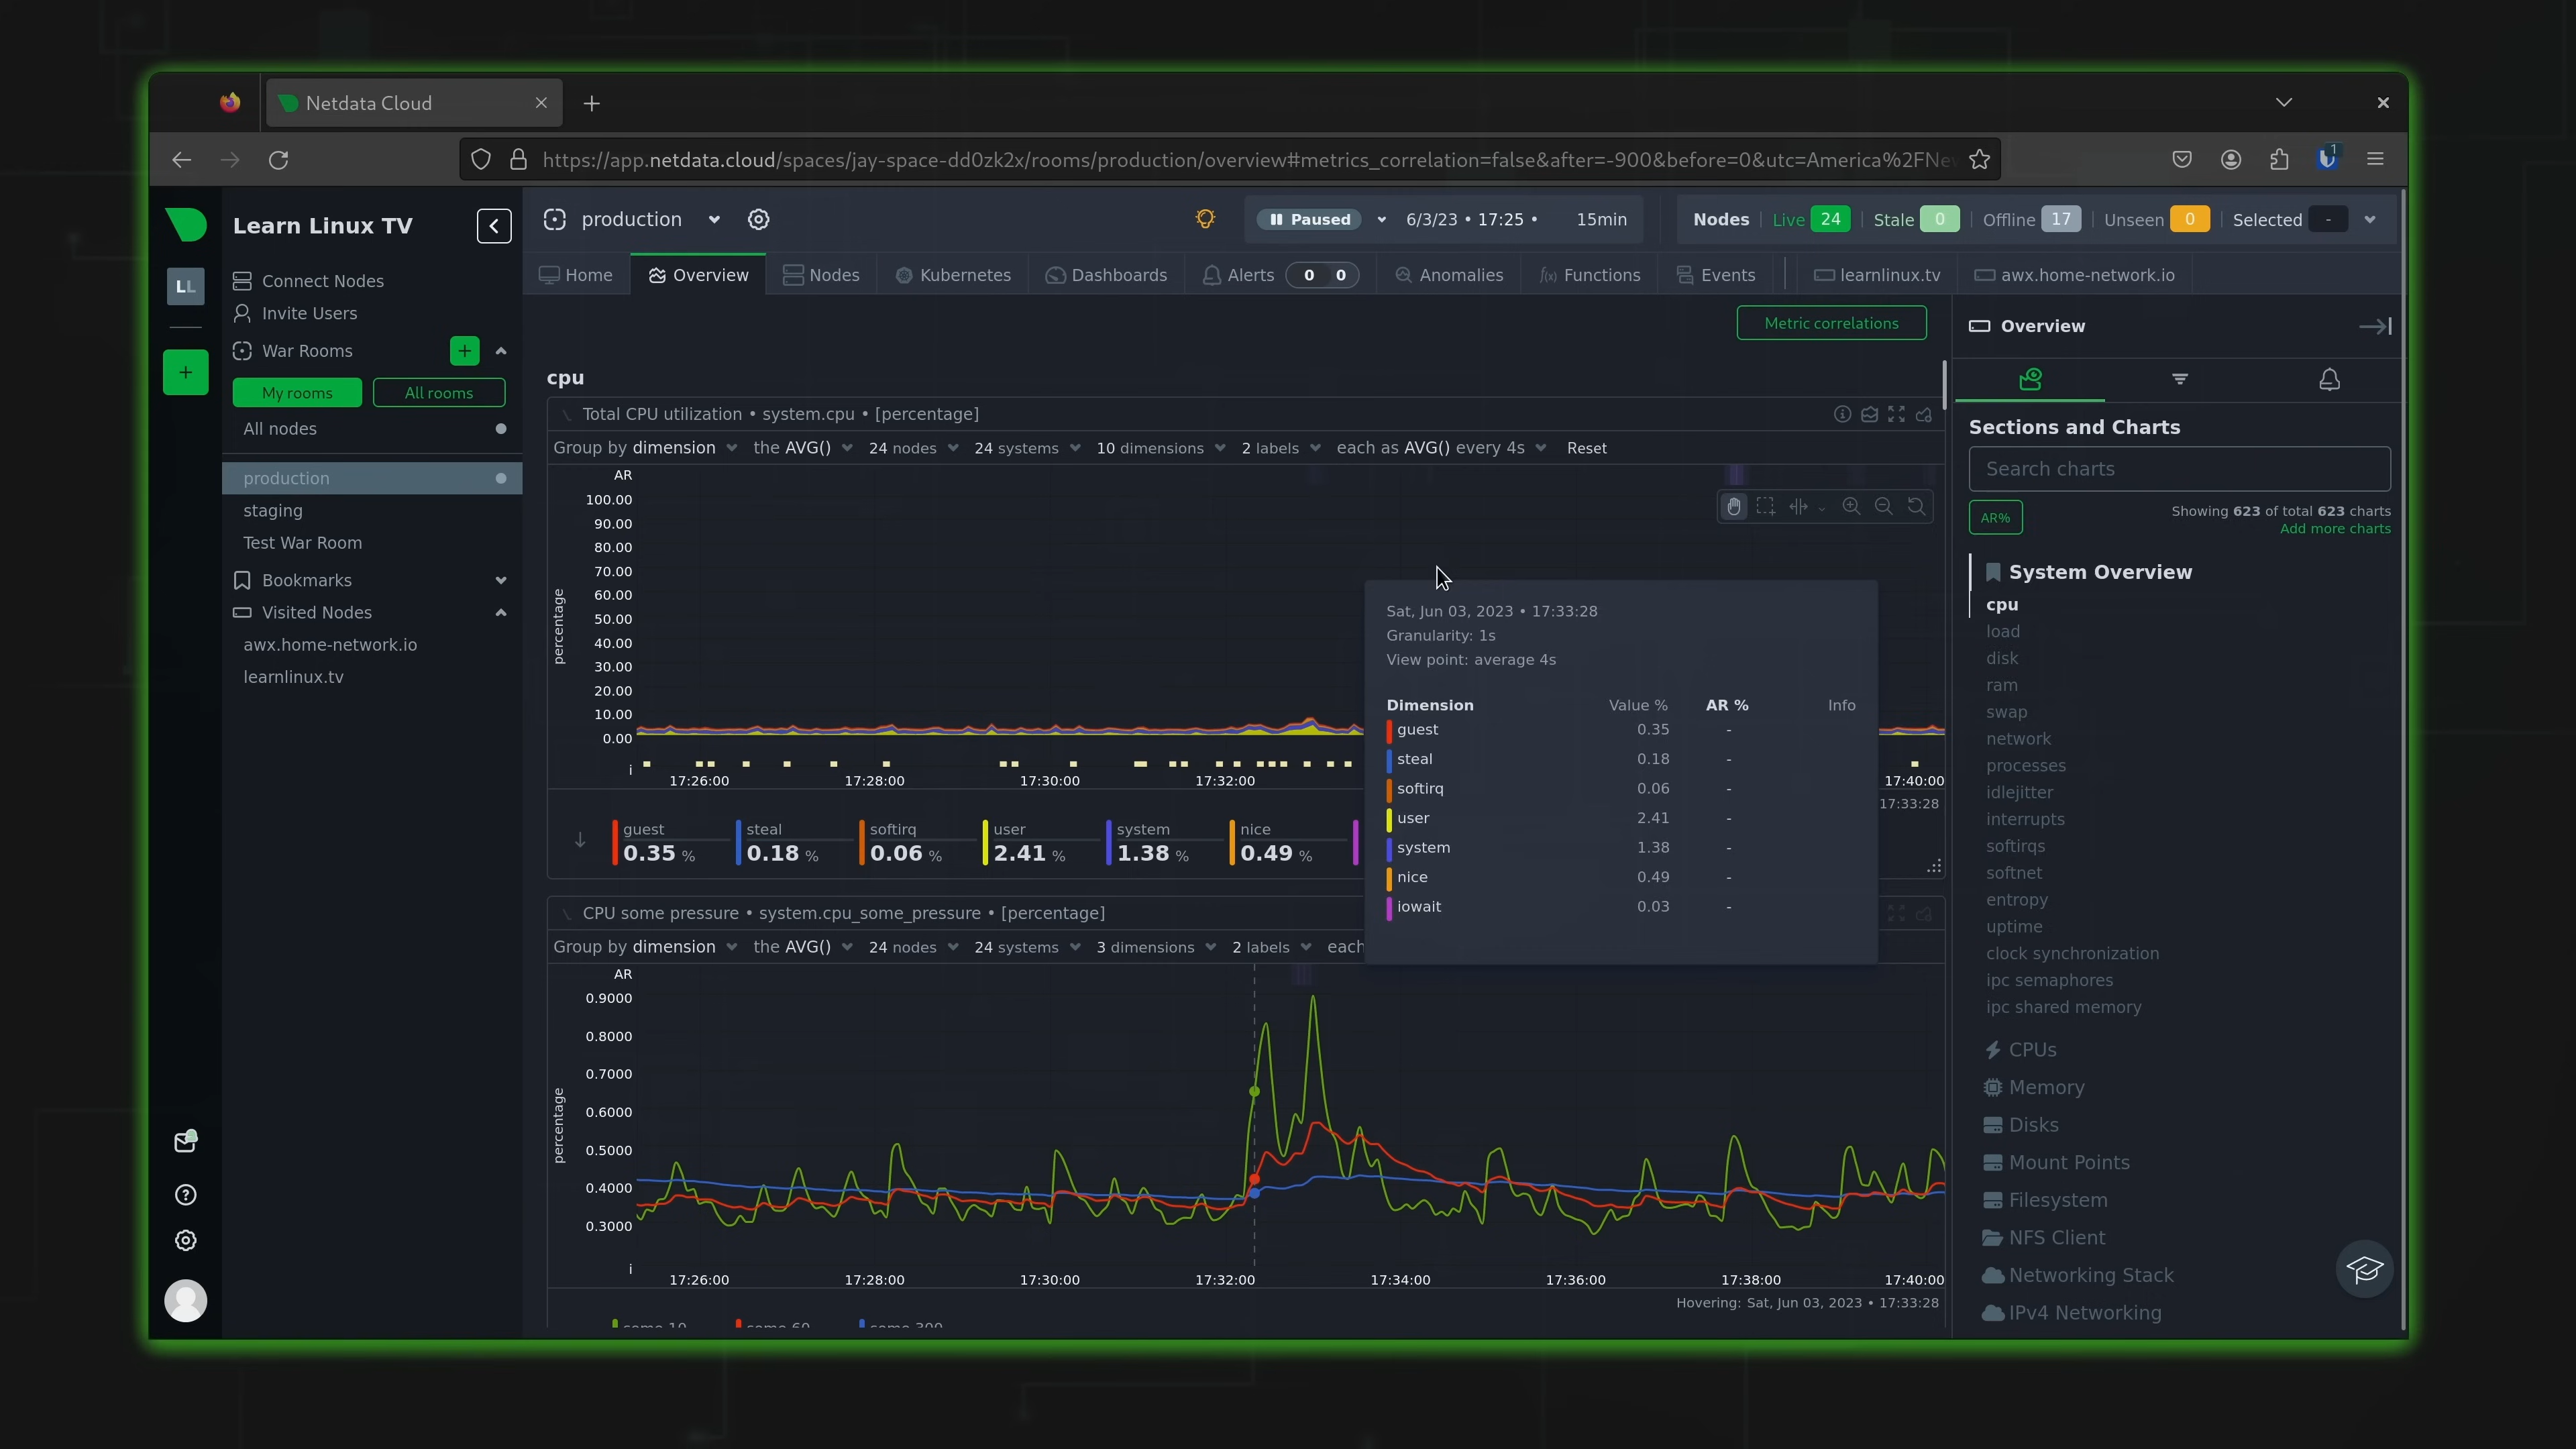 Netdata Cloud
https://app.netdata.cloud/spaces/jay-space-dd0zk2x/rooms/production/overview#metrics_correlation=false&after=-900&before=0&utc=America%2FNe
1
Learn Linux TV
LL
Connect Nodes
Invite Users
War Rooms
My rooms
All rooms
All nodes
production
staging
Test War Room
Bookmarks
Visited Nodes
awx.home-network.io
learnlinux.tv
production
Paused
6/3/23 • 17:25 •
15min
Nodes
Live 24
Stale 0
Offline 17
Unseen 0
Selected -
Home
Overview
Nodes
Kubernetes
Dashboards
Alerts 0 0
Anomalies
f(x) Functions
Events
learnlinux.tv
awx.home-network.io
Metric correlations
cpu
Total CPU utilization • system.cpu • [percentage]
Group by dimension the AVG() 24 nodes 24 systems 10 dimensions 2 labels each as AVG() every 4s Reset
AR
100.00
90.00
80.00
70.00
60.00
50.00
40.00
30.00
20.00
10.00
0.00
percentage
i
17:26:00 17:28:00 17:30:00 17:32:00 17:40:00
17:33:28
guest 0.35 %
steal 0.18 %
softirq 0.06 %
user 2.41 %
system 1.38 %
nice 0.49 %
Sat, Jun 03, 2023 • 17:33:28
Granularity: 1s
View point: average 4s
Dimension Value % AR % Info
guest 0.35 -
steal 0.18 -
softirq 0.06 -
user 2.41 -
system 1.38 -
nice 0.49 -
iowait 0.03 -
CPU some pressure • system.cpu_some_pressure • [percentage]
Group by dimension the AVG() 24 nodes 24 systems 3 dimensions 2 labels each
AR
0.9000
0.8000
0.7000
0.6000
0.5000
0.4000
0.3000
percentage
i
17:26:00 17:28:00 17:30:00 17:32:00 17:34:00 17:36:00 17:38:00 17:40:00
Hovering: Sat, Jun 03, 2023 • 17:33:28
some 10 some 60 some 300
Overview
Sections and Charts
Search charts
AR%
Showing 623 of total 623 charts
Add more charts
System Overview
cpu
load
disk
ram
swap
network
processes
idlejitter
interrupts
softirqs
softnet
entropy
uptime
clock synchronization
ipc semaphores
ipc shared memory
CPUs
Memory
Disks
Mount Points
Filesystem
NFS Client
Networking Stack
IPv4 Networking